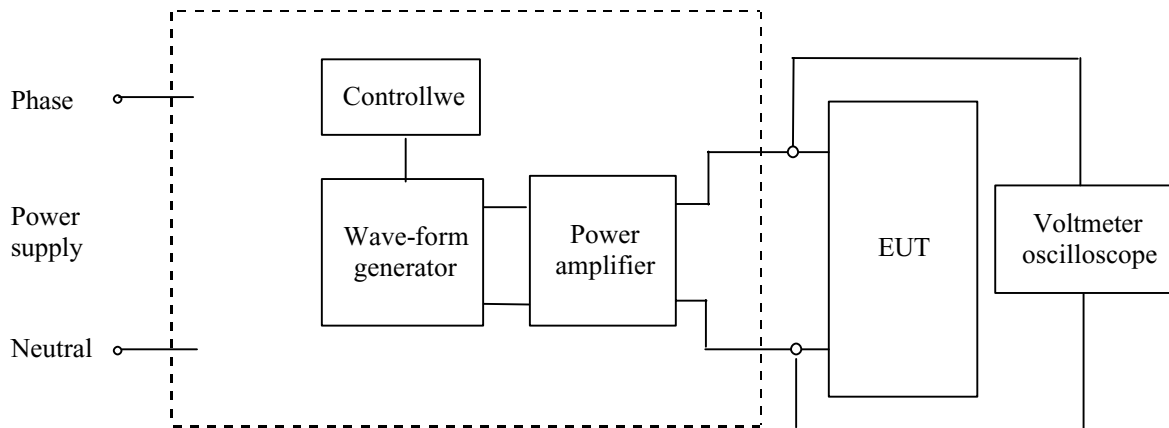 Phase
Controllwe
Power
supply
Wave-form
generator
Power
amplifier
EUT
Voltmeter
oscilloscope
Neutral